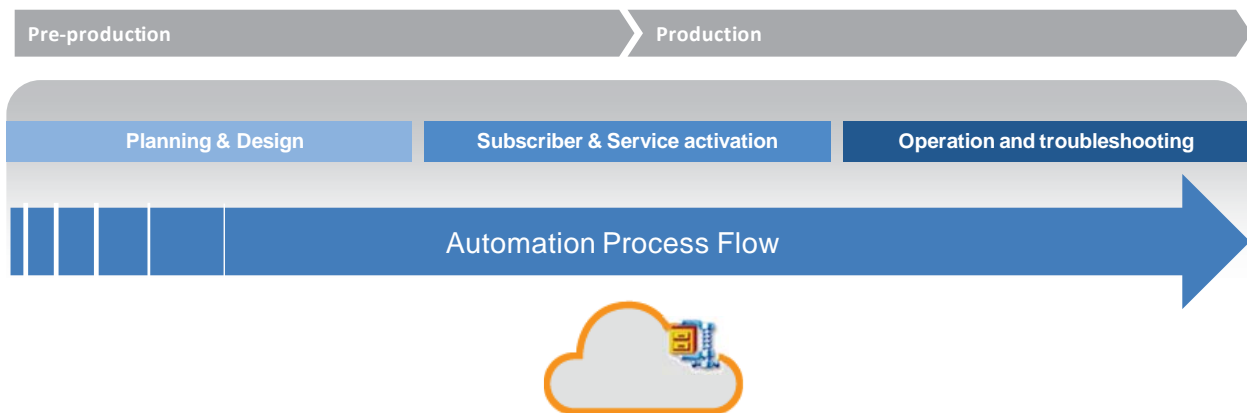 Pre-production
Production
Planning & Design
Subscriber & Service activation
Operation and troubleshooting
Automation Process Flow